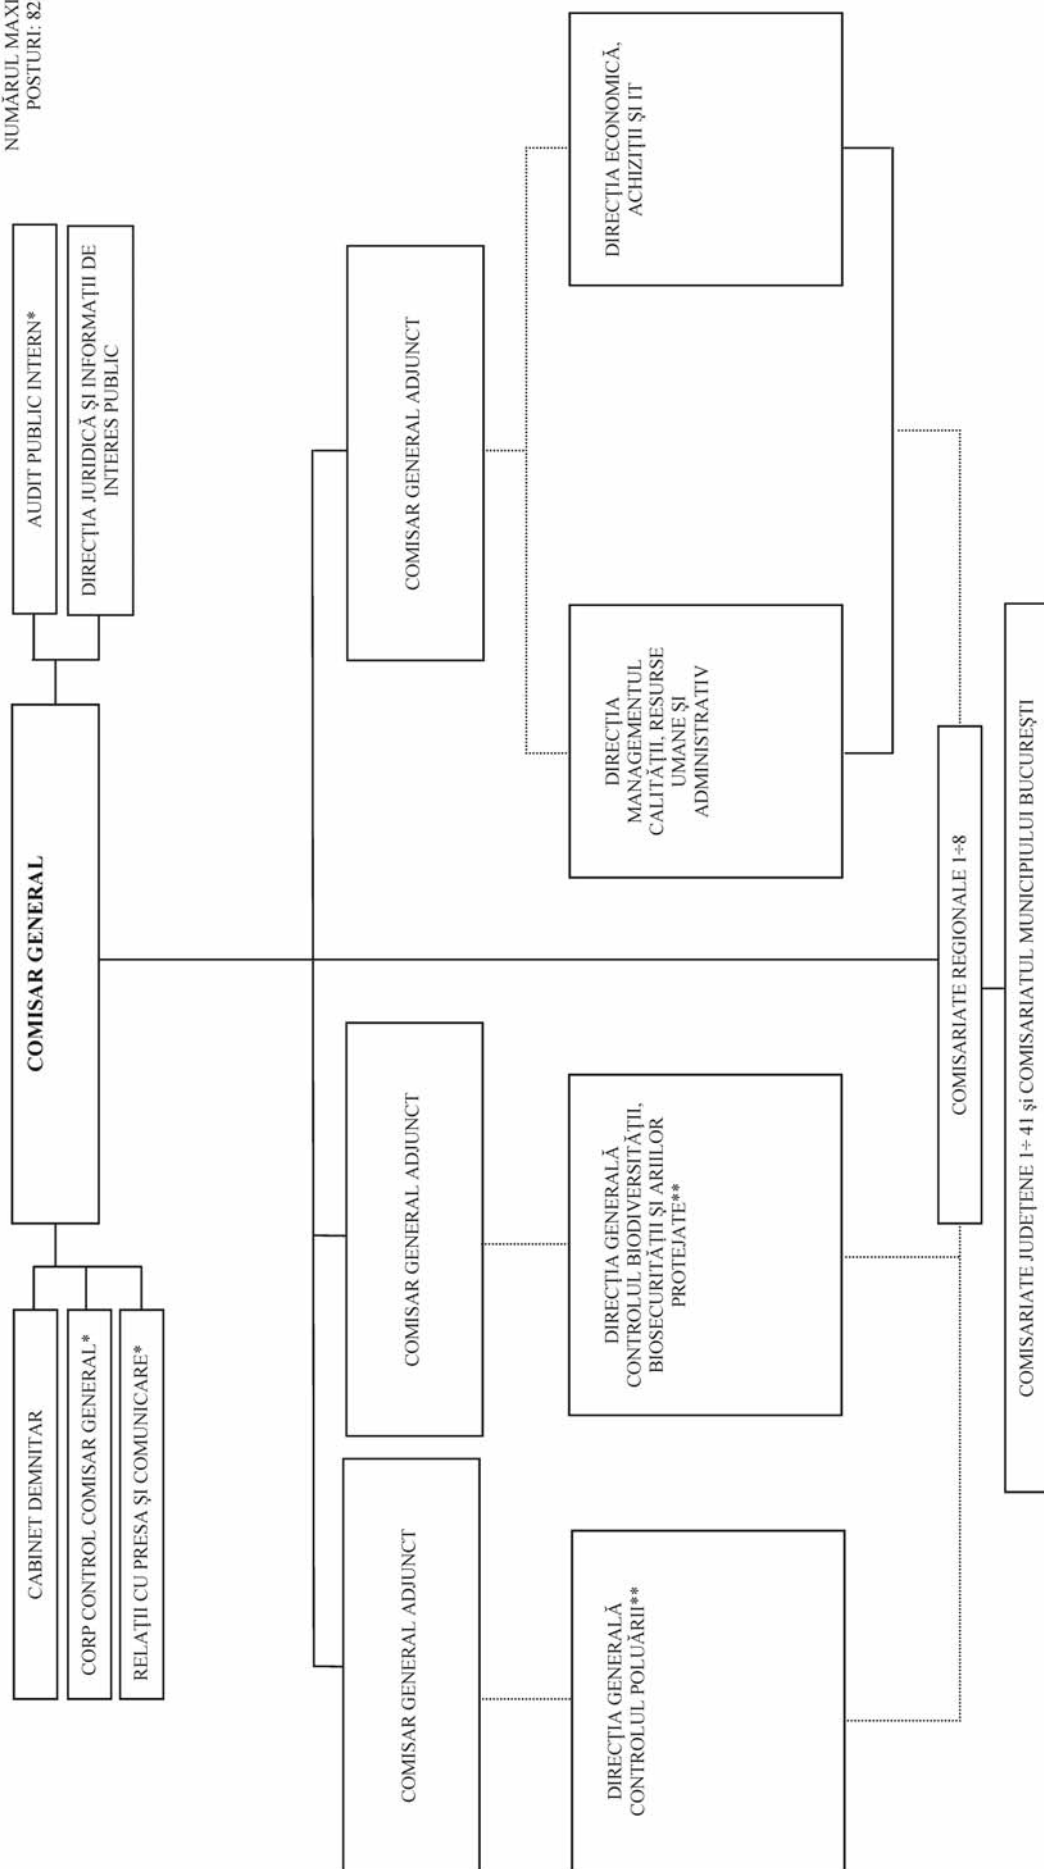 NUMĂRUL
POSTURI: 82
CABINET DEMNITAR
CORP CONTROL COMISAR GENERAL*
RELAȚII CU PRESA ȘI COMUNICARE*
COMISAR GENERAL
AUDIT PUBLIC INTERN*
DIRECȚIA JURIDICĂ ȘI INFORMAȚII DE
INTERES PUBLIC
COMISAR GENERAL ADJUNCT
COMISAR GENERAL ADJUNCT
COMISAR GENERAL ADJUNCT
DIRECȚIA GENERALĂ
CONTROLUL POLUĂRII**
DIRECȚIA GENERALĂ
CONTROLUL BIODIVERSITĂȚII,
BIOSECURITĂȚII ȘI ARIILOR
PROTEJATE**
DIRECȚIA
MANAGEMENTUL
CALITĂȚII, RESURSE
UMANE ȘI
ADMINISTRATIV
DIRECȚIA ECONOMICĂ,
ACHIZIȚII ȘI IT
COMISARIATE REGIONALE 1÷8
COMISARIATE JUDEȚENE 1÷ 41 și COMISARIATUL MUNICIPIULUI BUCUREȘTI